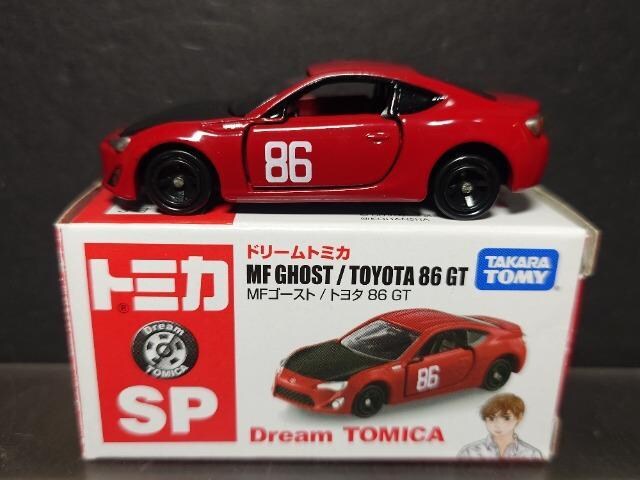 86
トミカ
ドリームトミカ
MF GHOST / TOYOTA 86 GT
MFゴースト / トヨタ 86 GT
TAKARA
TOMY
Dream
TOMICA
SP
86
Dream TOMICA